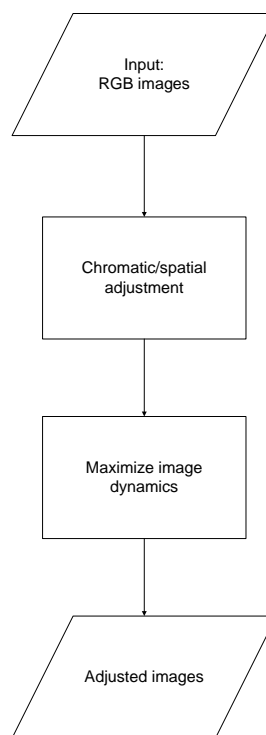 Input:
RGB images
Chromatic/spatial
adjustment
Maximize image
dynamics
Adjusted images